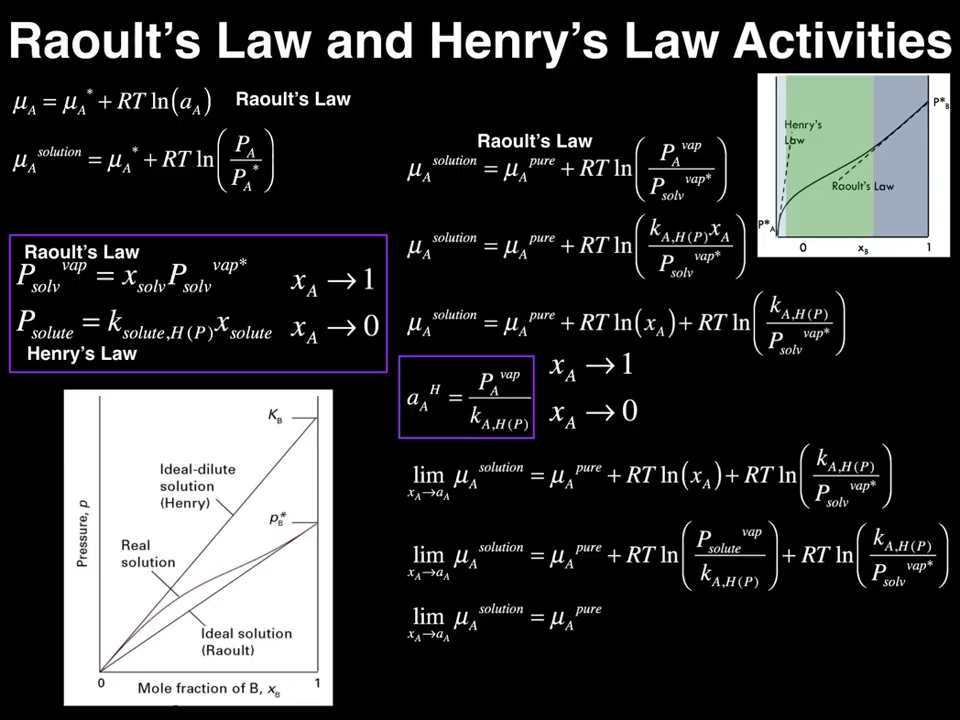 Raoult's Law and Henry's Law Activities
μ_A = μ_A^* + RT ln(a_A) Raoult's Law
μ_A^solution = μ_A^* + RT ln(P_A / P_A^*)
Raoult's Law
P_solv^vap = x_solv P_solv^vap* x_A → 1
P_solute = k_solute,H(P) x_solute x_A → 0
Henry's Law
Pressure, p
K_B
Ideal-dilute
solution
(Henry)
p_B*
Real
solution
Ideal solution
(Raoult)
0
1
Mole fraction of B, x_B
Raoult's Law
μ_A^solution = μ_A^pure + RT ln(P_A^vap / P_solv^vap*)
μ_A^solution = μ_A^pure + RT ln(k_A,H(P) x_A / P_solv^vap*)
μ_A^solution = μ_A^pure + RT ln(x_A) + RT ln(k_A,H(P) / P_solv^vap*)
a_A^H = P_A^vap / k_A,H(P)
x_A → 1
x_A → 0
lim x_A→a_A μ_A^solution = μ_A^pure + RT ln(x_A) + RT ln(k_A,H(P) / P_solv^vap*)
lim x_A→a_A μ_A^solution = μ_A^pure + RT ln(P_solute^vap / k_A,H(P)) + RT ln(k_A,H(P) / P_solv^vap*)
lim x_A→a_A μ_A^solution = μ_A^pure
P*_B
Henry's
Law
Raoult's Law
P*_A
0
x_B
1